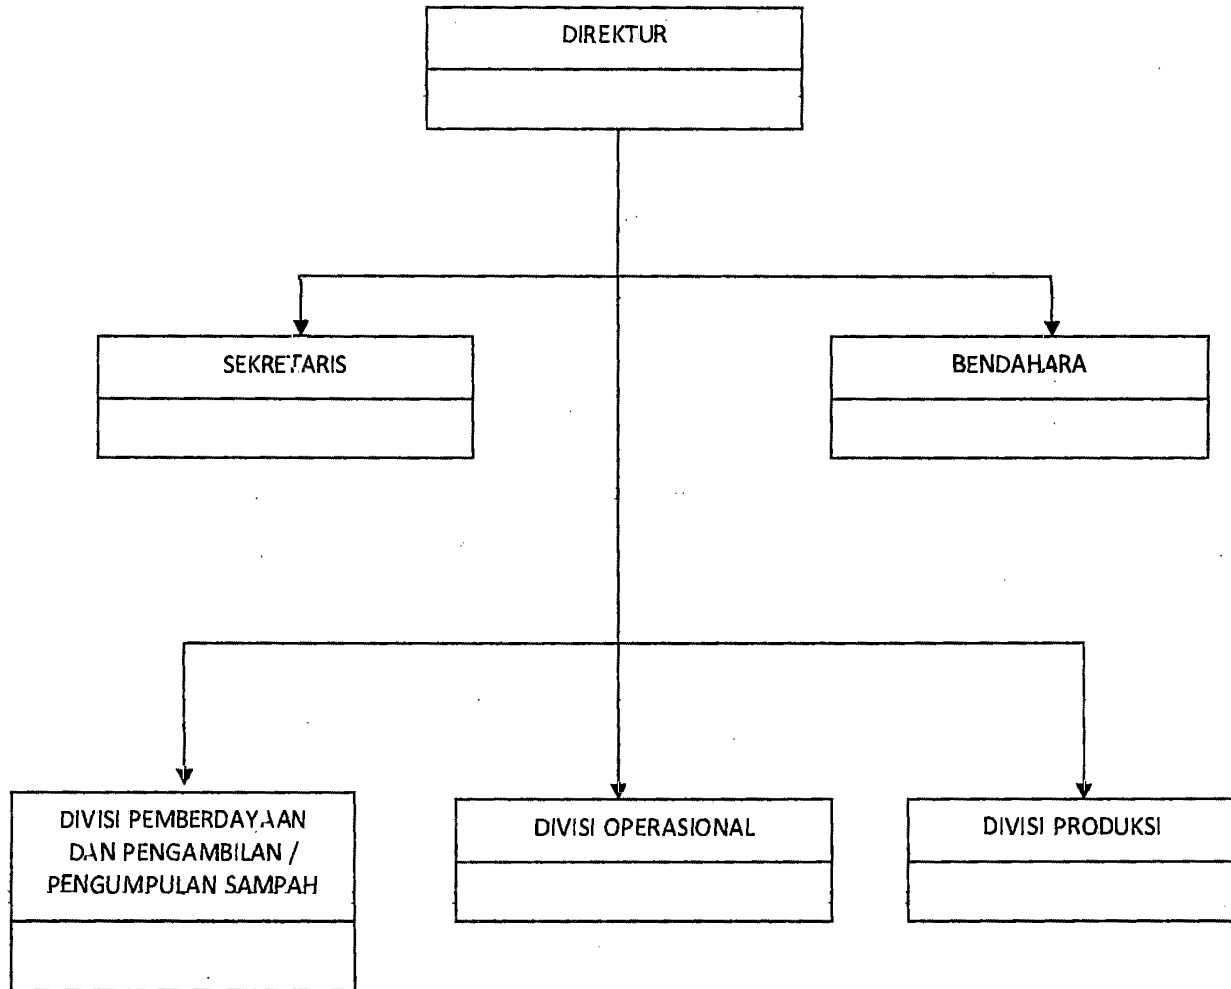 DIREKTUR
SEKRETARIS
BENDAHARA
DIVISI PEMBERDAYAAN
DAN PENGAMBILAN /
PENGUMPULAN SAMPAH
DIVISI OPERASIONAL
DIVISI PRODUKSI